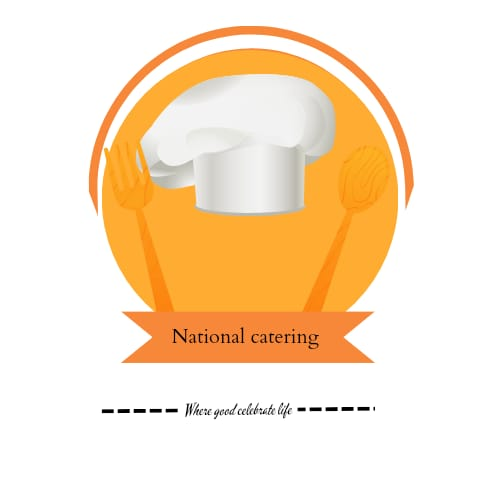 National catering
Where good celebrate life